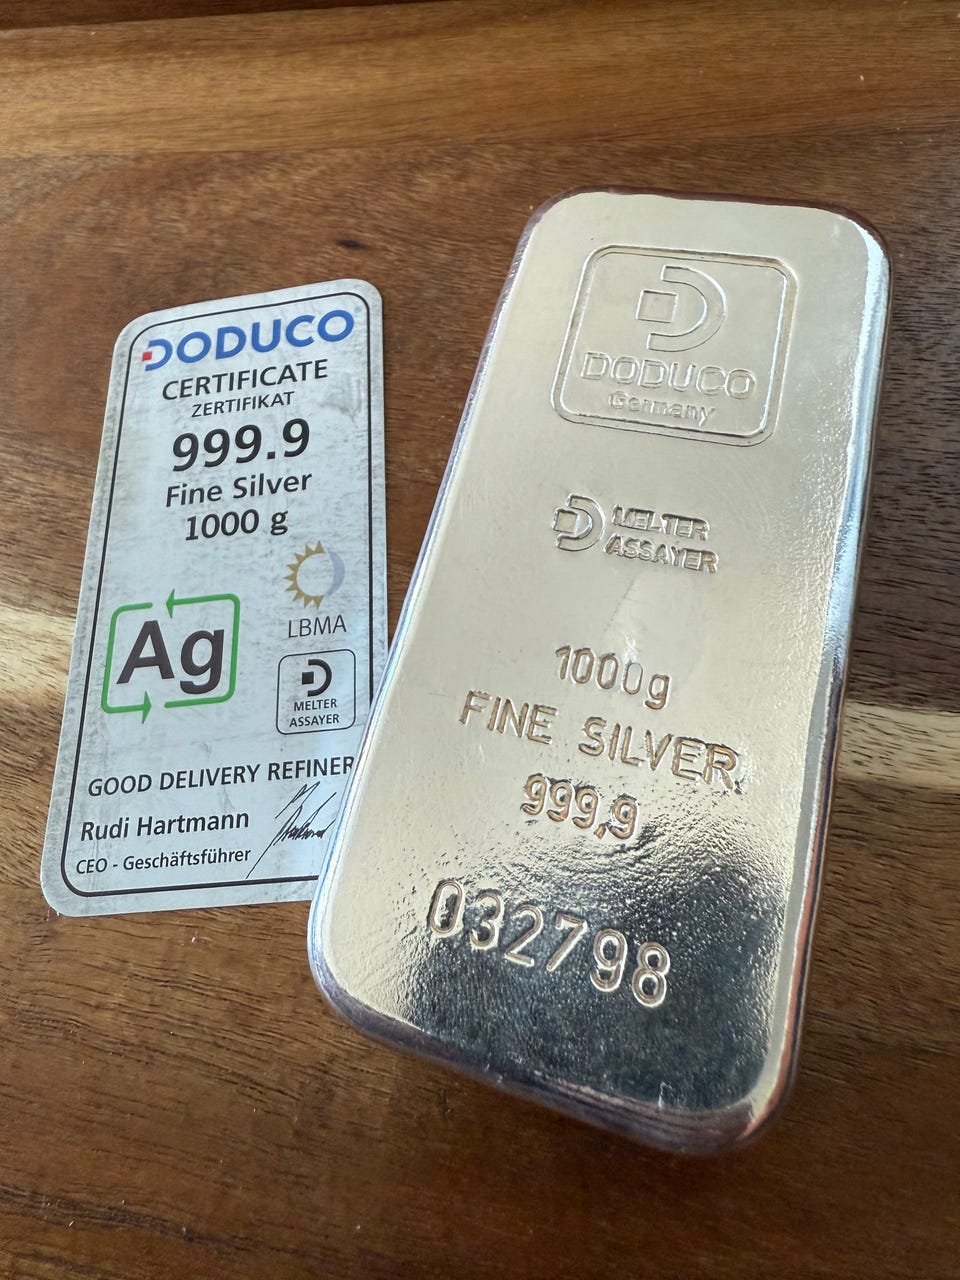 DODUCO
CERTIFICATE
ZERTIFIKAT
999.9
Fine Silver
1000 g
LBMA
Ag
MELTER
ASSAYER
GOOD DELIVERY REFINER
Rudi Hartmann
CEO - Geschäftsführer
DODUCO
Germany
MELTER
ASSAYER
1000g
FINE SILVER
999,9
032798